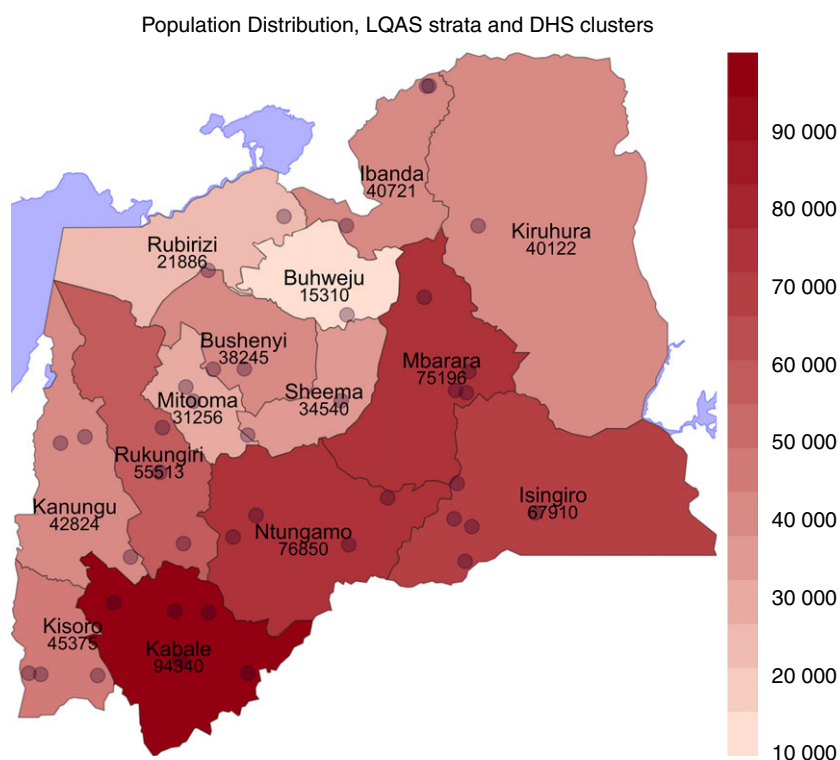 Population Distribution, LQAS strata and DHS clusters
Ibanda
40721
Kiruhura
40122
Rubirizi
21886
Buhweju
15310
Bushenyi
38245
Mbarara
75196
Mitooma
31256
Sheema
34540
Rukungiri
55513
Kanungu
42824
Isingiro
67910
Ntungamo
76850
Kisoro
45375
Kabale
94340
90 000
80 000
70 000
60 000
50 000
40 000
30 000
20 000
10 000